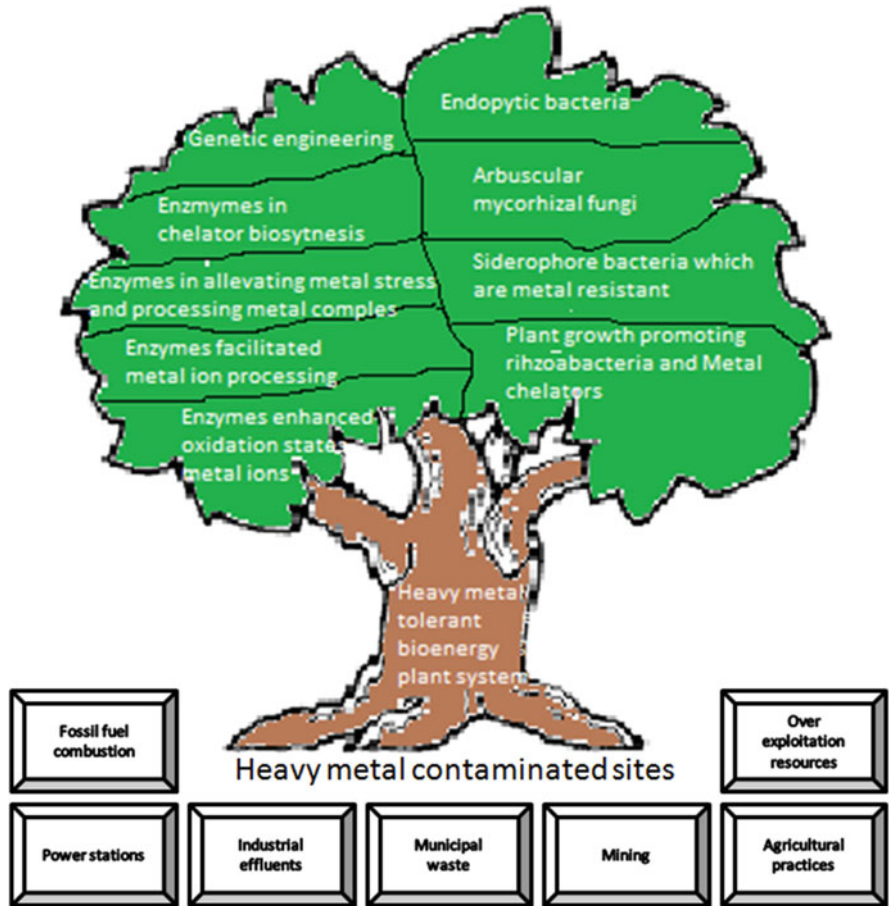 Genetic engineering
Enzmymes in
chelator biosytnesis
Enzymes in allevating metal stress
and processing metal comples
Enzymes facilitated
metal ion processing
Enzymes enhanced
oxidation state
metal ions
Endopytic bacteria
Arbuscular
mycorhizal fungi
Siderophore bacteria which
are metal resistant
Plant growth promoting
rihzoabacteria and Metal
chelators
Heavy metal
tolerant
bioenergy
plant system
Heavy metal contaminated sites
Fossil fuel
combustion
Over
exploitation
resources
Power stations
Industrial
effluents
Municipal
waste
Mining
Agricultural
practices